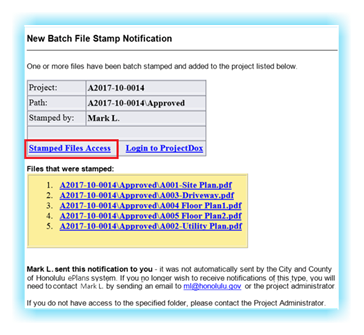 New Batch File Stamp Notification
One or more files have been batch stamped and added to the project listed below.
Project: A2017-10-0014
Path: A2017-10-0014\Approved
Stamped by: Mark L.
Stamped Files Access Login to ProjectDox
Files that were stamped:
1. A2017-10-0014\Approved\A001-Site Plan.pdf
2. A2017-10-0014\Approved\A003-Driveway.pdf
3. A2017-10-0014\Approved\A004 Floor Plan1.pdf
4. A2017-10-0014\Approved\A005 Floor Plan2.pdf
5. A2017-10-0014\Approved\A002-Utility Plan.pdf
Mark L. sent this notification to you - it was not automatically sent by the City and County
of Honolulu ePlans system. If you no longer wish to receive notifications of this type, you will
need to contact Mark L. by sending an email to ml@honolulu.gov or the project administrator
If you do not have access to the specified folder, please contact the Project Administrator.